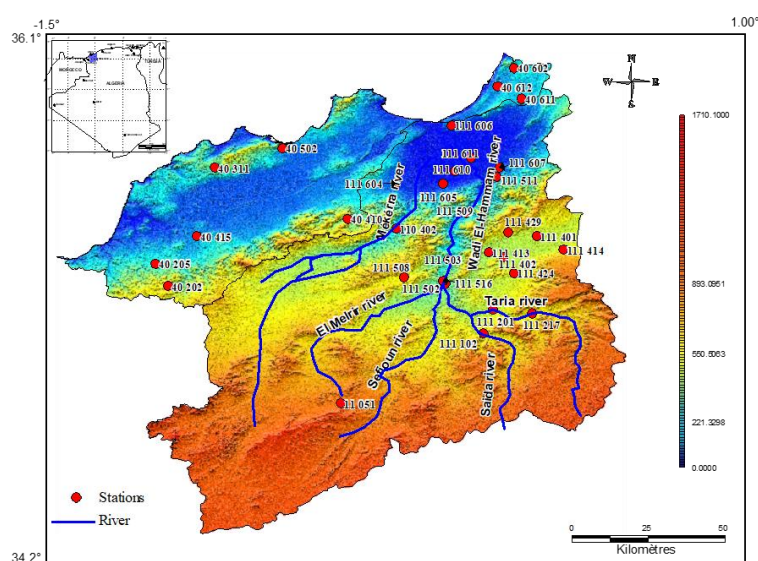 -1.5°
1.00°
36.1°
MOROCCO
ALGERIA
N
W E
S
1710.1000
893.0951
550.8063
221.3298
0.0000
40 602
40 612
40 611
111 606
40 502
111 611
111 607
40 311
111 610
111 604
111 511
111 605
111 509
40 410
110 402
Mekerra river
Wadi El-Hammam river
111 429
40 415
111 401
111 414
111 413
111 503
111 402
40 205
111 508
111 424
40 202
111 502
111 516
Taria river
El Melrir river
111 201
111 217
111 102
Sefioun river
Saida river
11 051
Stations
River
0 25 50
Kilomètres
34.2°